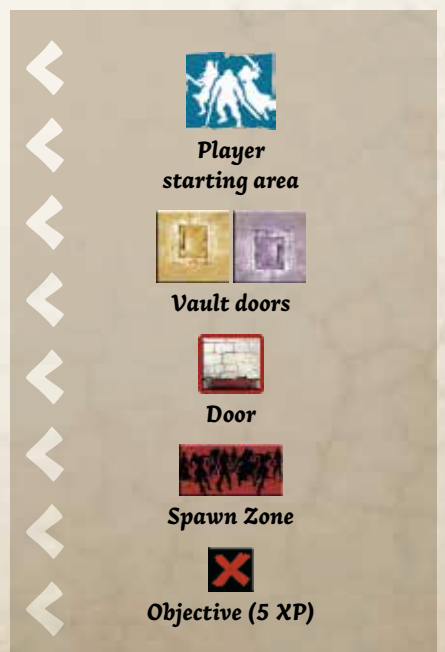 Player
starting area
Vault doors
Door
Spawn Zone
Objective (5 XP)